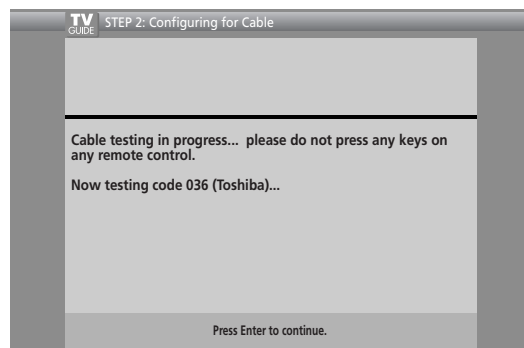 TV
GUIDE
STEP 2: Configuring for Cable
Cable testing in progress... please do not press any keys on
any remote control.
Now testing code 036 (Toshiba)...
Press Enter to continue.